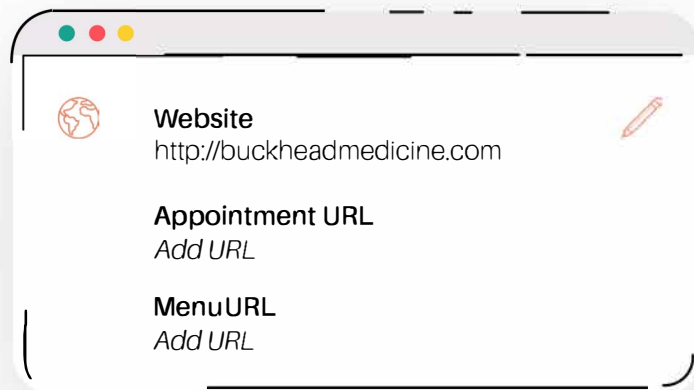 Website
http://buckheadmedicine.com
Appointment URL
Add URL
MenuURL
Add URL